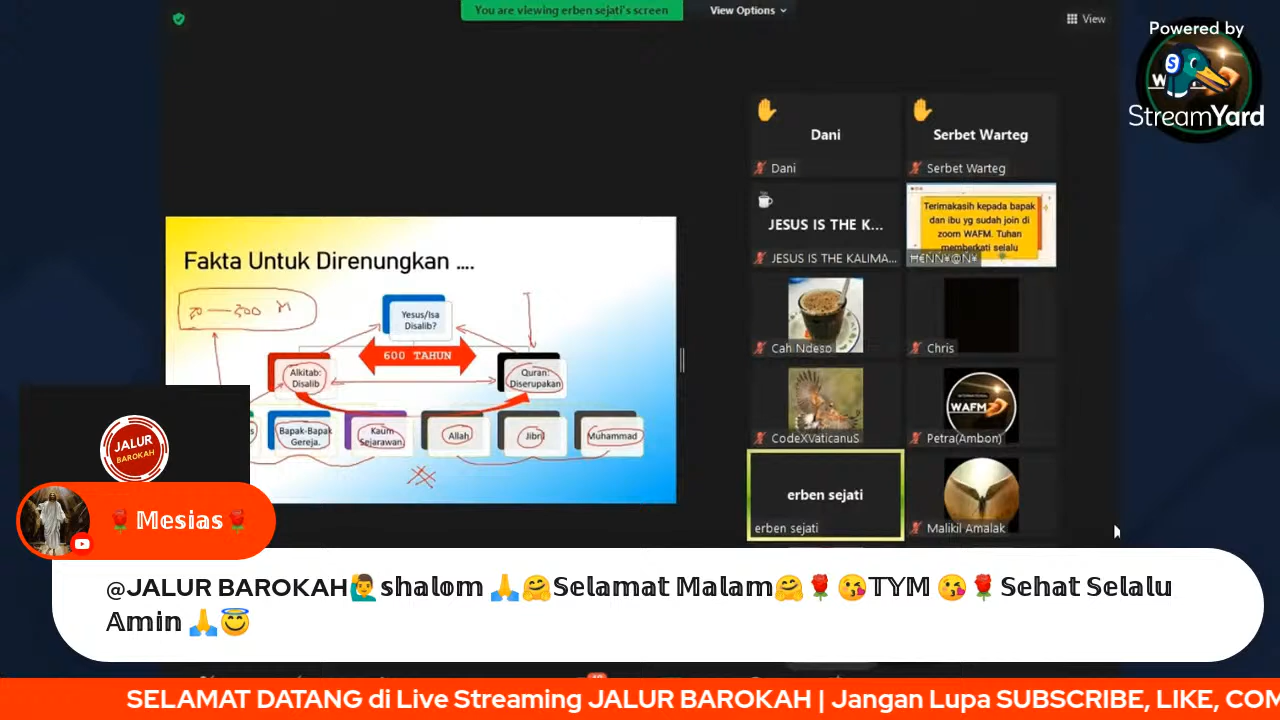 You are viewing erben sejati's screen
View Options
View
Powered by
StreamYard
Dani
Dani
Serbet Warteg
Serbet Warteg
JESUS IS THE K...
JESUS IS THE KALIMA...
Terimakasih kepada bapak
dan ibu yg sudah join di
zoom WAFM. Tuhan
memberkati selalu
Cah Ndeso
Chris
CodeXVaticanuS
WAFM
Petra(Ambon)
erben sejati
erben sejati
Malikil Amalak
Fakta Untuk Direnungkan ....
Yesus/Isa
Disalib?
600 TAHUN
Alkitab:
Disalib
Quran:
Diserupakan
Bapak-Bapak
Gereja.
Kaum
Sejarawan.
Allah
Jibril
Muhammad
JALUR
BAROKAH
🌹𝕄𝕖𝕤𝕚𝕒𝕤🌹
@JALUR BAROKAH🙋‍♂️𝕤𝕙𝕒𝕝𝕠𝕞 🙏🤗𝕊𝕖𝕝𝕒𝕞𝕒𝕥 𝕄𝕒𝕝𝕒𝕞🤗🌹😘𝕋𝕐𝕄 😘🌹𝕊𝕖𝕙𝕒𝕥 𝕊𝕖𝕝𝕒𝕝𝕦
𝔸𝕞𝕚𝕟 🙏😇
SELAMAT DATANG di Live Streaming JALUR BAROKAH | Jangan Lupa SUBSCRIBE, LIKE, COM